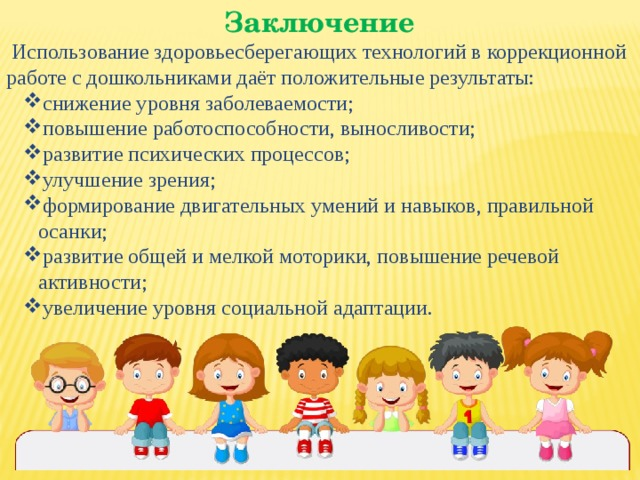 Заключение
Использование здоровьесберегающих технологий в коррекционной
работе с дошкольниками даёт положительные результаты:
❖снижение уровня заболеваемости;
❖повышение работоспособности, выносливости;
❖развитие психических процессов;
❖улучшение зрения;
❖формирование двигательных умений и навыков, правильной
осанки;
❖развитие общей и мелкой моторики, повышение речевой
активности;
❖увеличение уровня социальной адаптации.
1